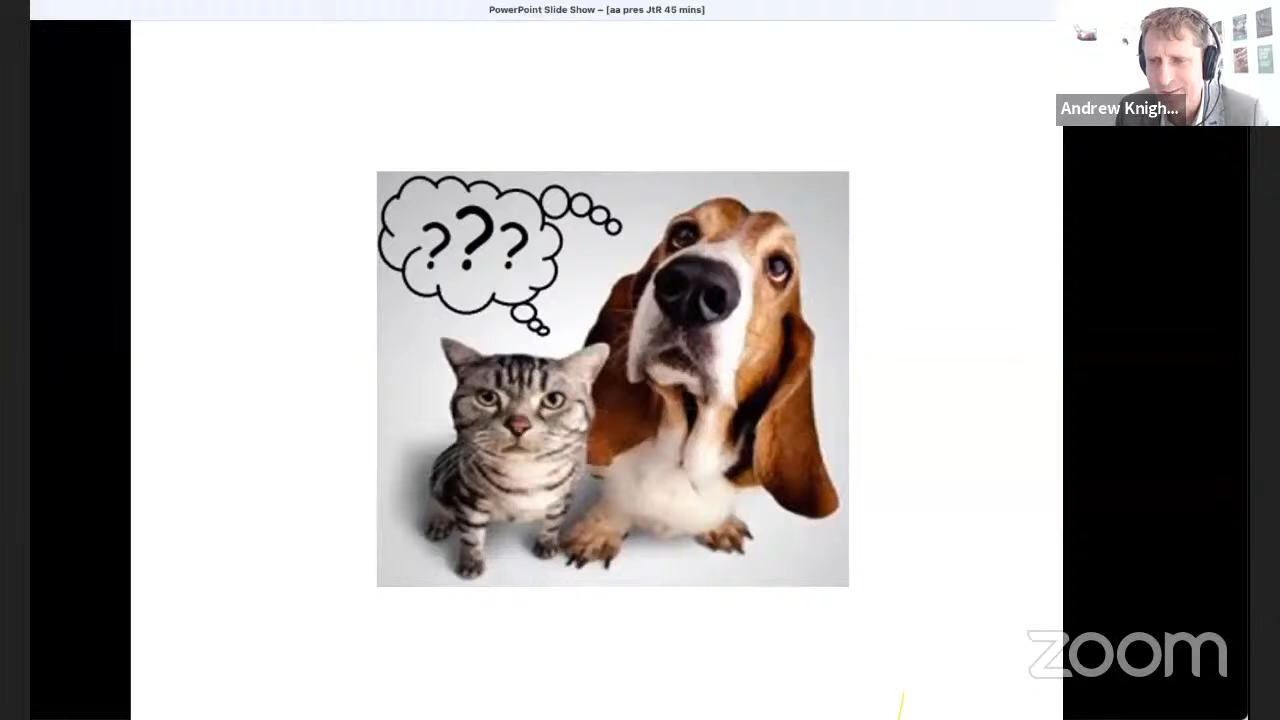 PowerPoint Slide Show – [aa pres JtR 45 mins]
Andrew Knigh...
???
zoom